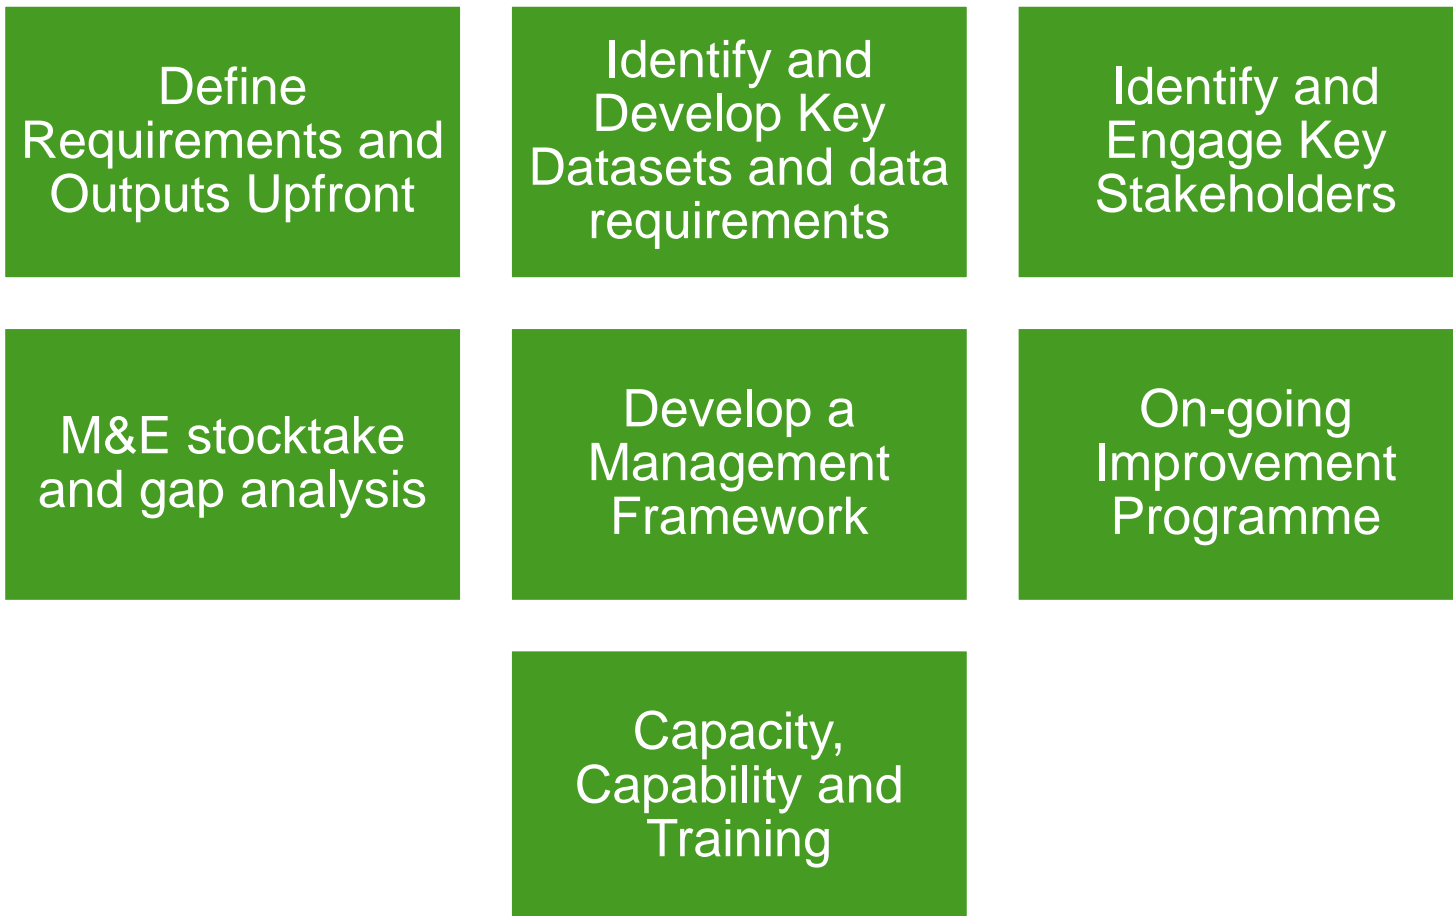 Define
Requirements and
Outputs Upfront
Identify and
Develop Key
Datasets and data
requirements
Identify and
Engage Key
Stakeholders
M&E stocktake
and gap analysis
Develop a
Management
Framework
On-going
Improvement
Programme
Capacity,
Capability and
Training